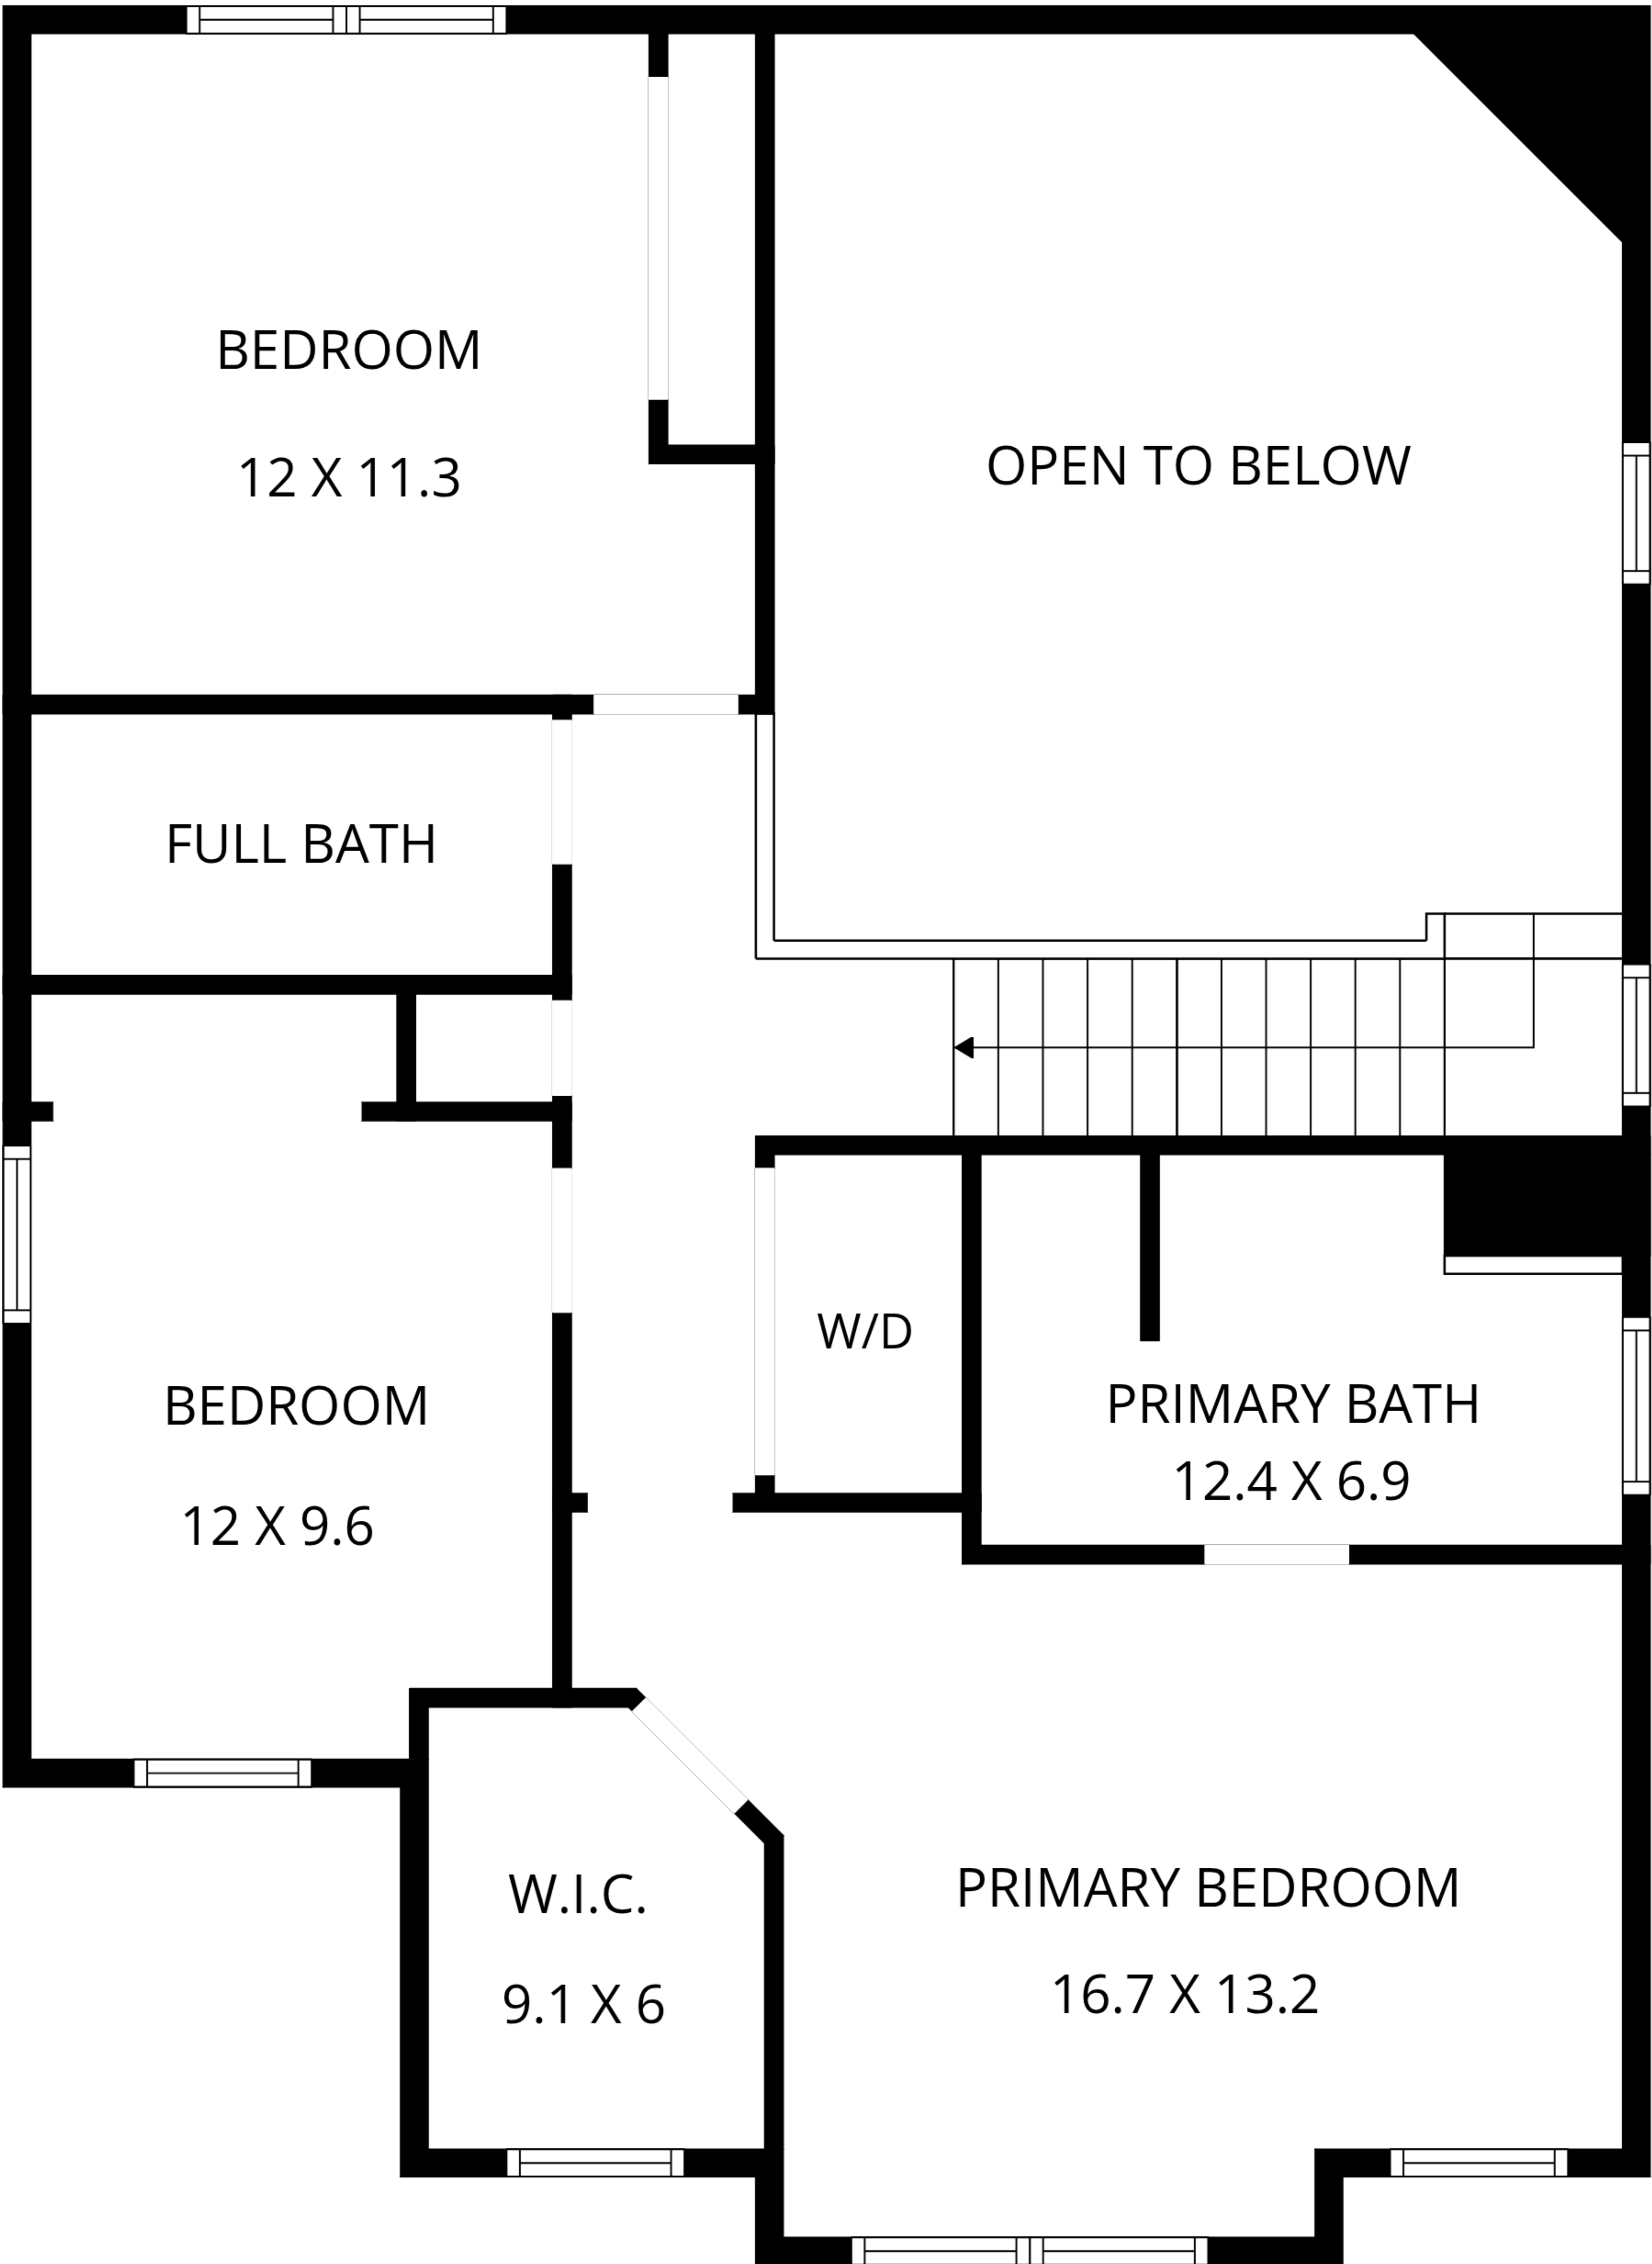 BEDROOM
12 X 11.3
OPEN TO BELOW
FULL BATH
W/D
BEDROOM
12 X 9.6
PRIMARY BATH
12.4 X 6.9
W.I.C.
9.1 X 6
PRIMARY BEDROOM
16.7 X 13.2